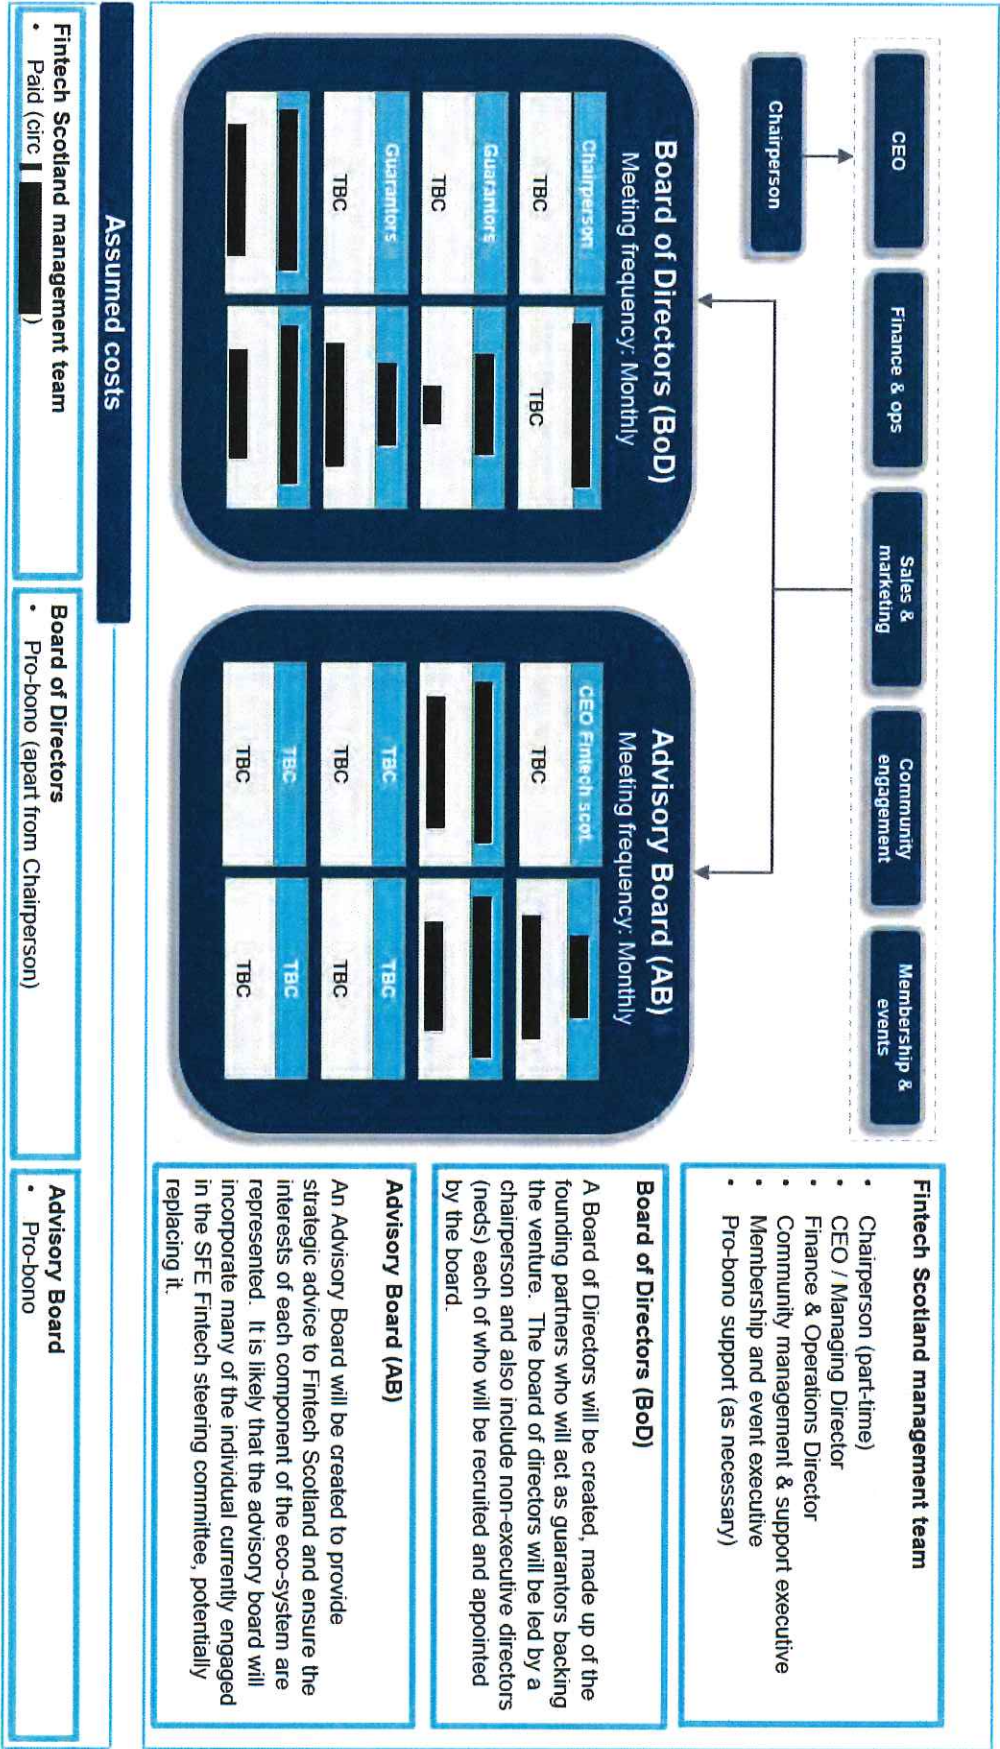 CEO
Finance & ops
Sales &
marketing
Community
engagement
Membership &
events
Chairperson
Board of Directors (BoD)
Meeting frequency: Monthly
Chairperson
TBC
TBC
Guarantors
TBC
Guarantors
TBC
Advisory Board (AB)
Meeting frequency: Monthly
CEO Fintech scot.
TBC
TBC
TBC
TBC
TBC
TBC
TBC
TBC
TBC
Fintech Scotland management team
• Chairperson (part-time)
• CEO / Managing Director
• Finance & Operations Director
• Community management & support executive
• Membership and event executive
• Pro-bono support (as necessary)
Board of Directors (BoD)
A Board of Directors will be created, made up of the
founding partners who will act as guarantors backing
the venture. The board of directors will be led by a
chairperson and also include non-executive directors
(neds) each of who will be recruited and appointed
by the board.
Advisory Board (AB)
An Advisory Board will be created to provide
strategic advice to Fintech Scotland and ensure the
interests of each component of the eco-system are
represented. It is likely that the advisory board will
incorporate many of the individual currently engaged
in the SFE Fintech steering committee, potentially
replacing it.
Assumed costs
Fintech Scotland management team
• Paid (circ )
Board of Directors
• Pro-bono (apart from Chairperson)
Advisory Board
• Pro-bono